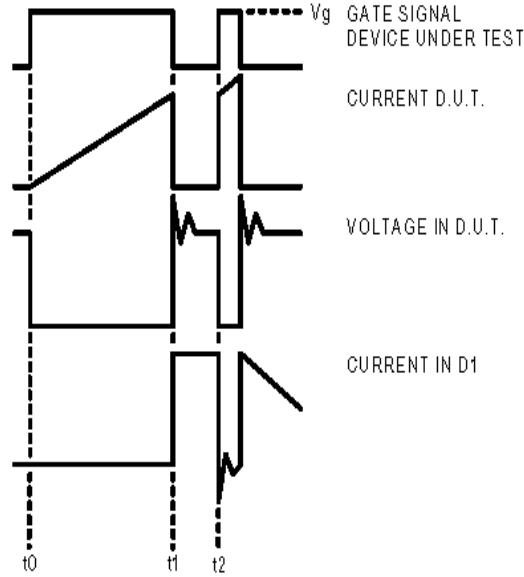 Vg GATE SIGNAL
DEVICE UNDER TEST
CURRENT D.U.T.
VOLTAGE IN D.U.T.
CURRENT IN D1
t0 t1 t2